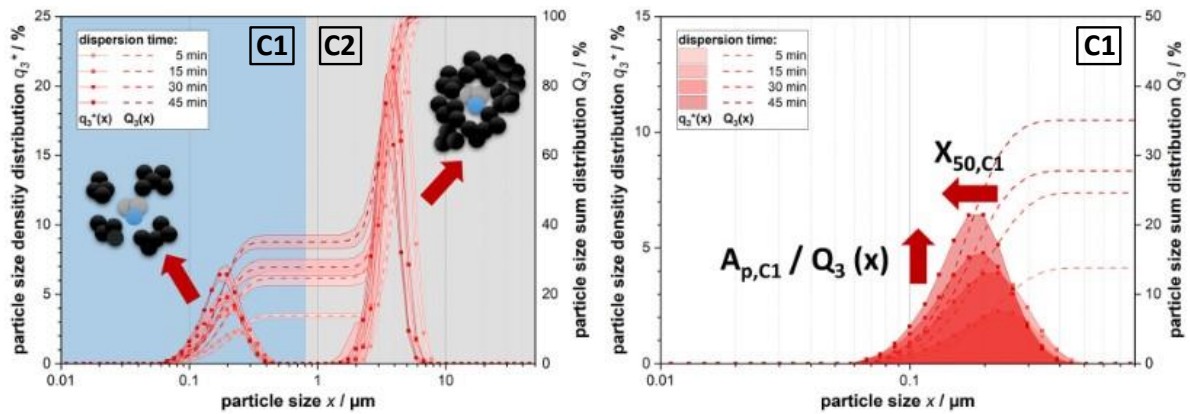 25
20
15
10
5
0
particle size densitiy distribution q3* / %
dispersion time:
5 min
15 min
30 min
45 min
q3*(x) Q3(x)
C1 C2
100
80
60
40
20
0
particle size sum distribution Q3 / %
0.01 0.1 1 10
particle size x / µm
15
10
5
0
particle size densitiy distribution q3* / %
dispersion time:
5 min
15 min
30 min
45 min
q3*(x) Q3(x)
C1
X50,C1
Ap,C1 / Q3 (x)
50
40
30
20
10
0
particle size sum distribution Q3 / %
0.01 0.1
particle size x / µm